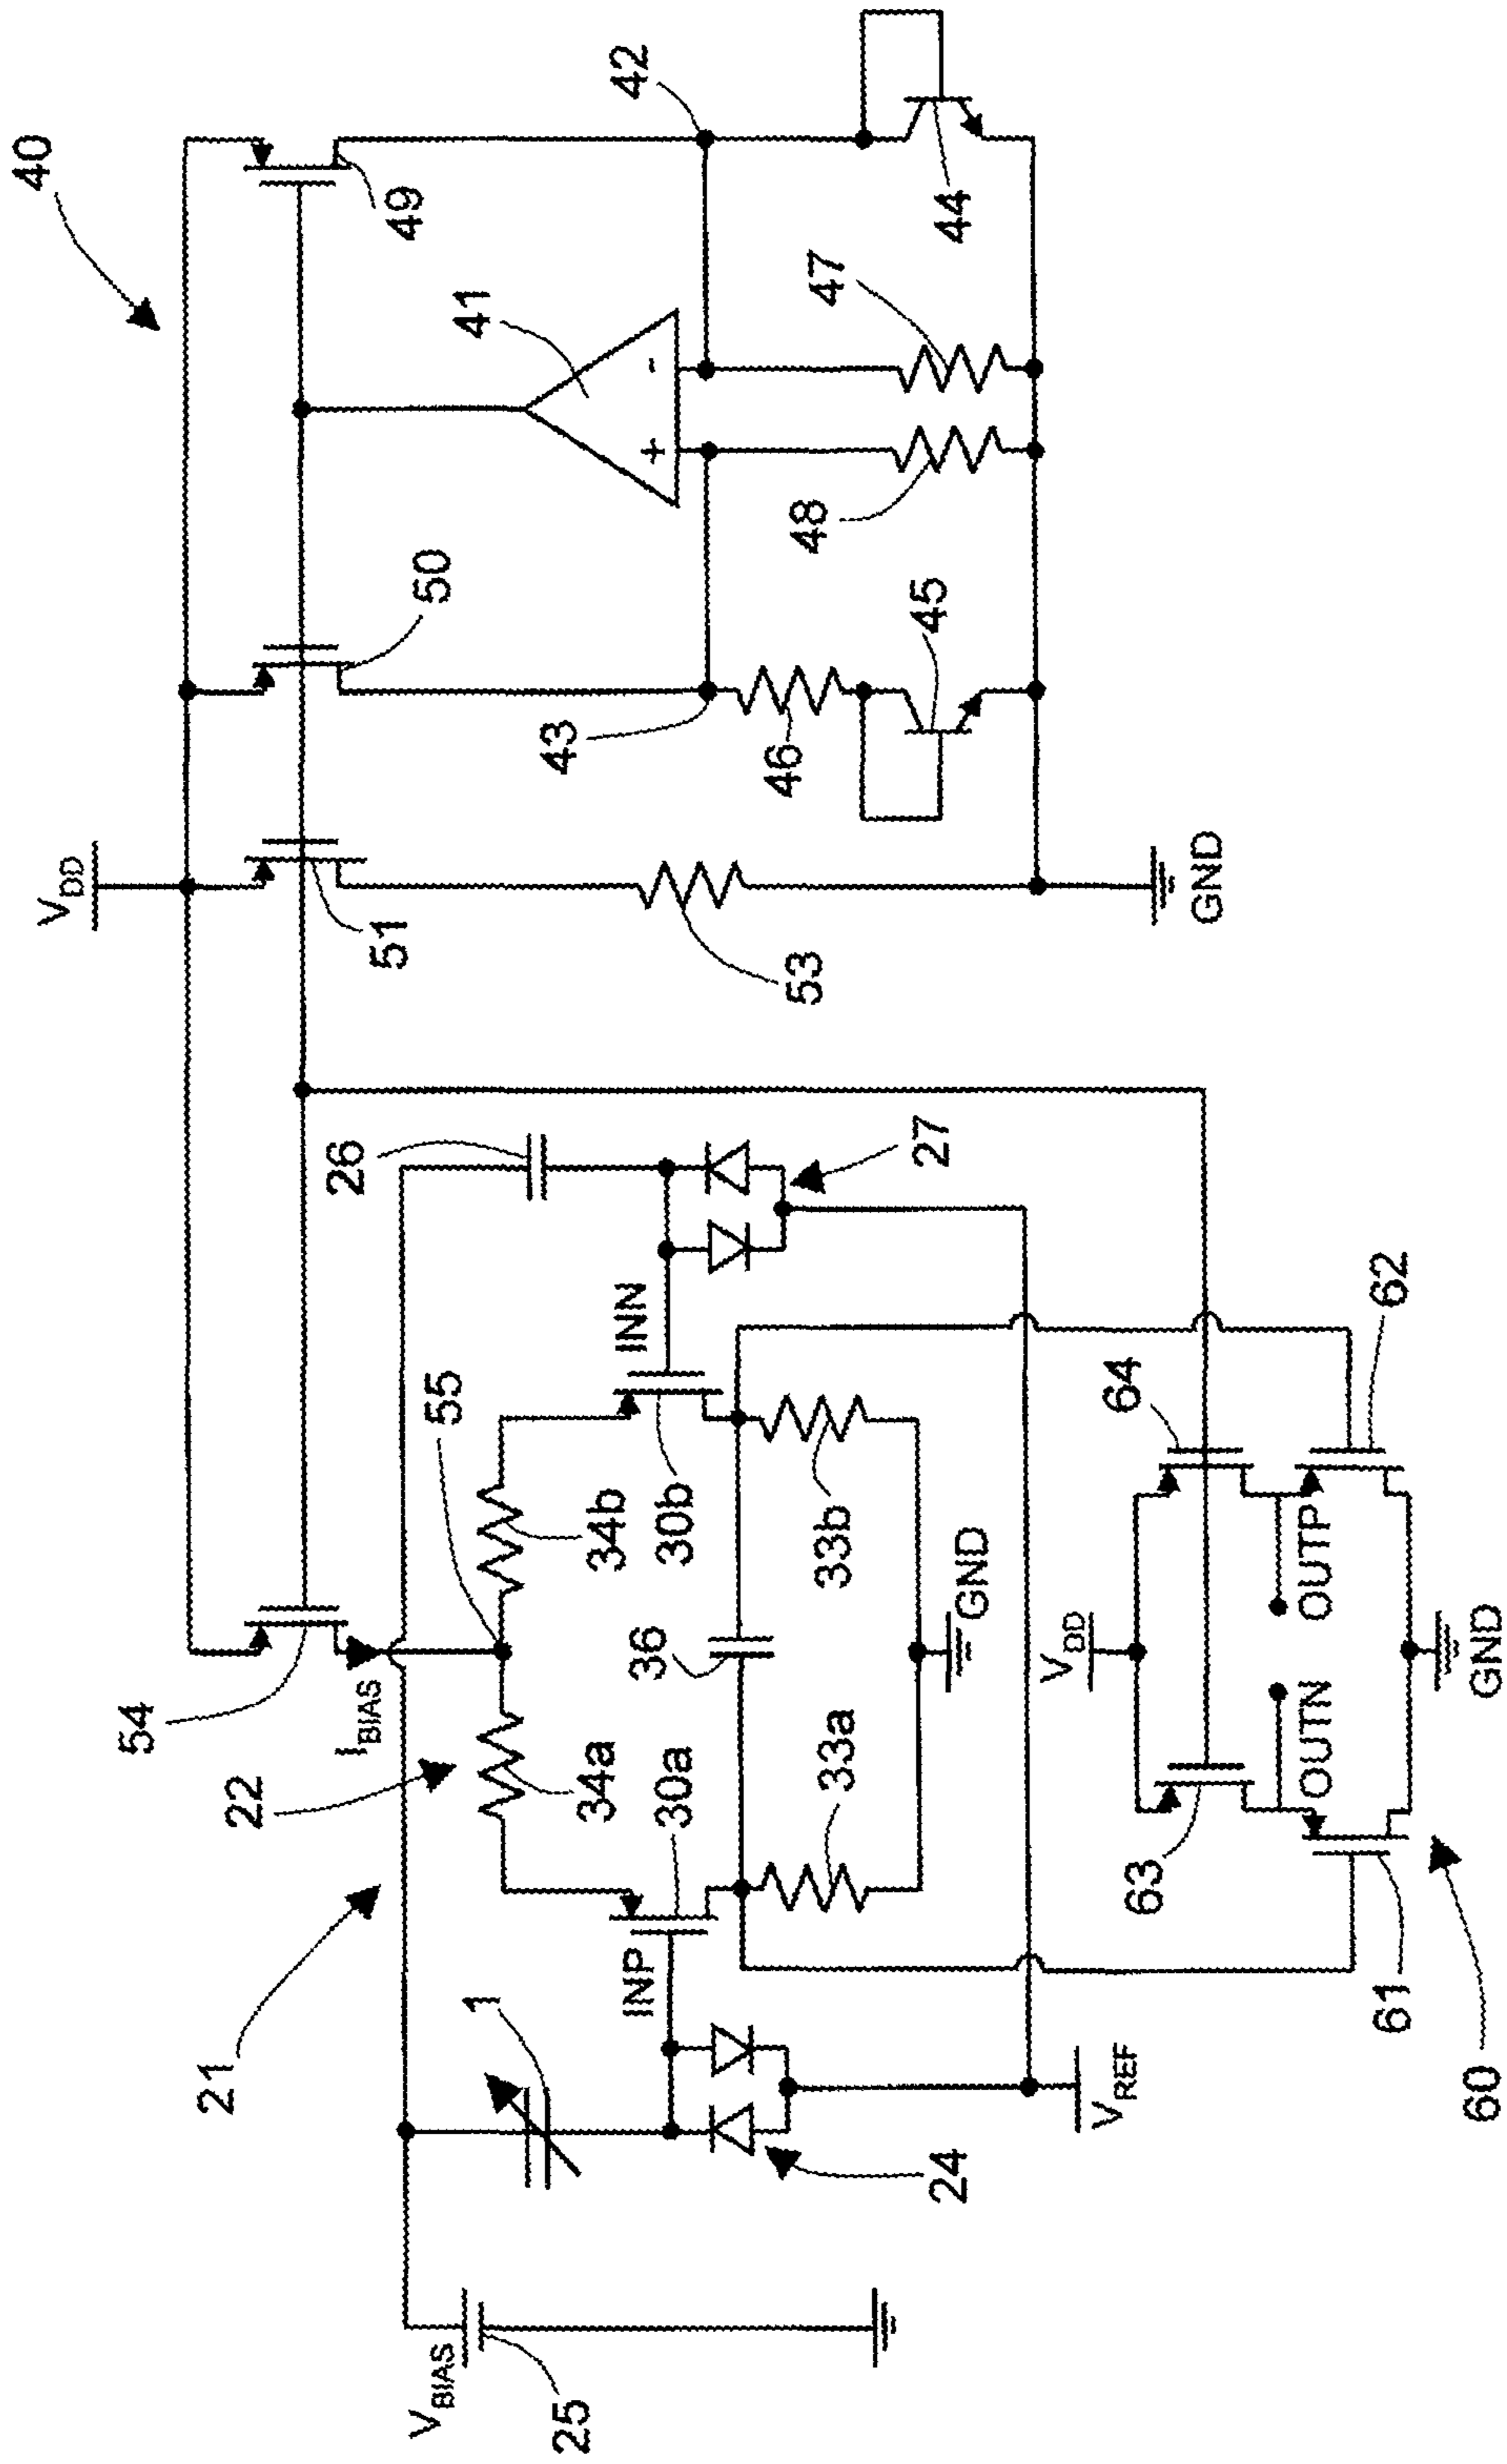 40
V_DD
42
49
41
50
51
43
47
48
46
45
44
53
GND
54
I_BIAS
22
21
55
26
34a
34b
INP
INN
30a
30b
36
27
1
33a
33b
GND
V_BIAS
25
24
V_REF
V_DD
63
64
OUTN
OUTP
61
62
GND
60